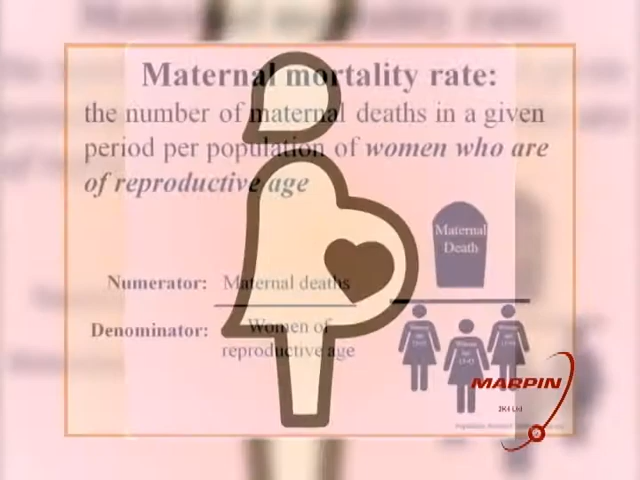 Maternal mortality rate:
the number of maternal deaths in a given
period per population of women who are
of reproductive age
Maternal
Death
Numerator: Maternal deaths
Denominator: Women of
reproductive age
MARPIN
2K4 Ltd